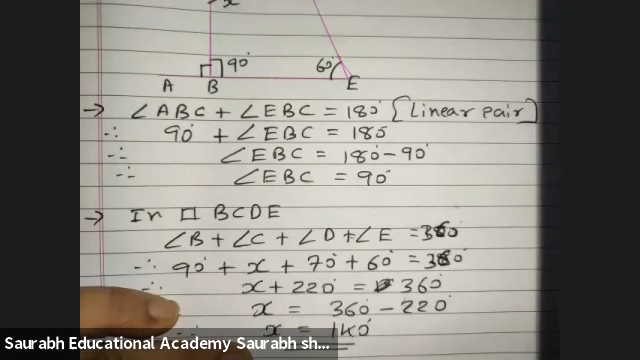 x
90° 60°
A B E
→ ∠ABC + ∠EBC = 180° [Linear pair]
∴ 90° + ∠EBC = 180°
∴ ∠EBC = 180° - 90°
∴ ∠EBC = 90°
→ In □ BCDE
∠B + ∠C + ∠D + ∠E = 360°
∴ 90° + x + 70° + 60° = 360°
∴ x + 220° = 360°
x = 360° - 220°
∴ x = 140°
Saurabh Educational Academy Saurabh sh...